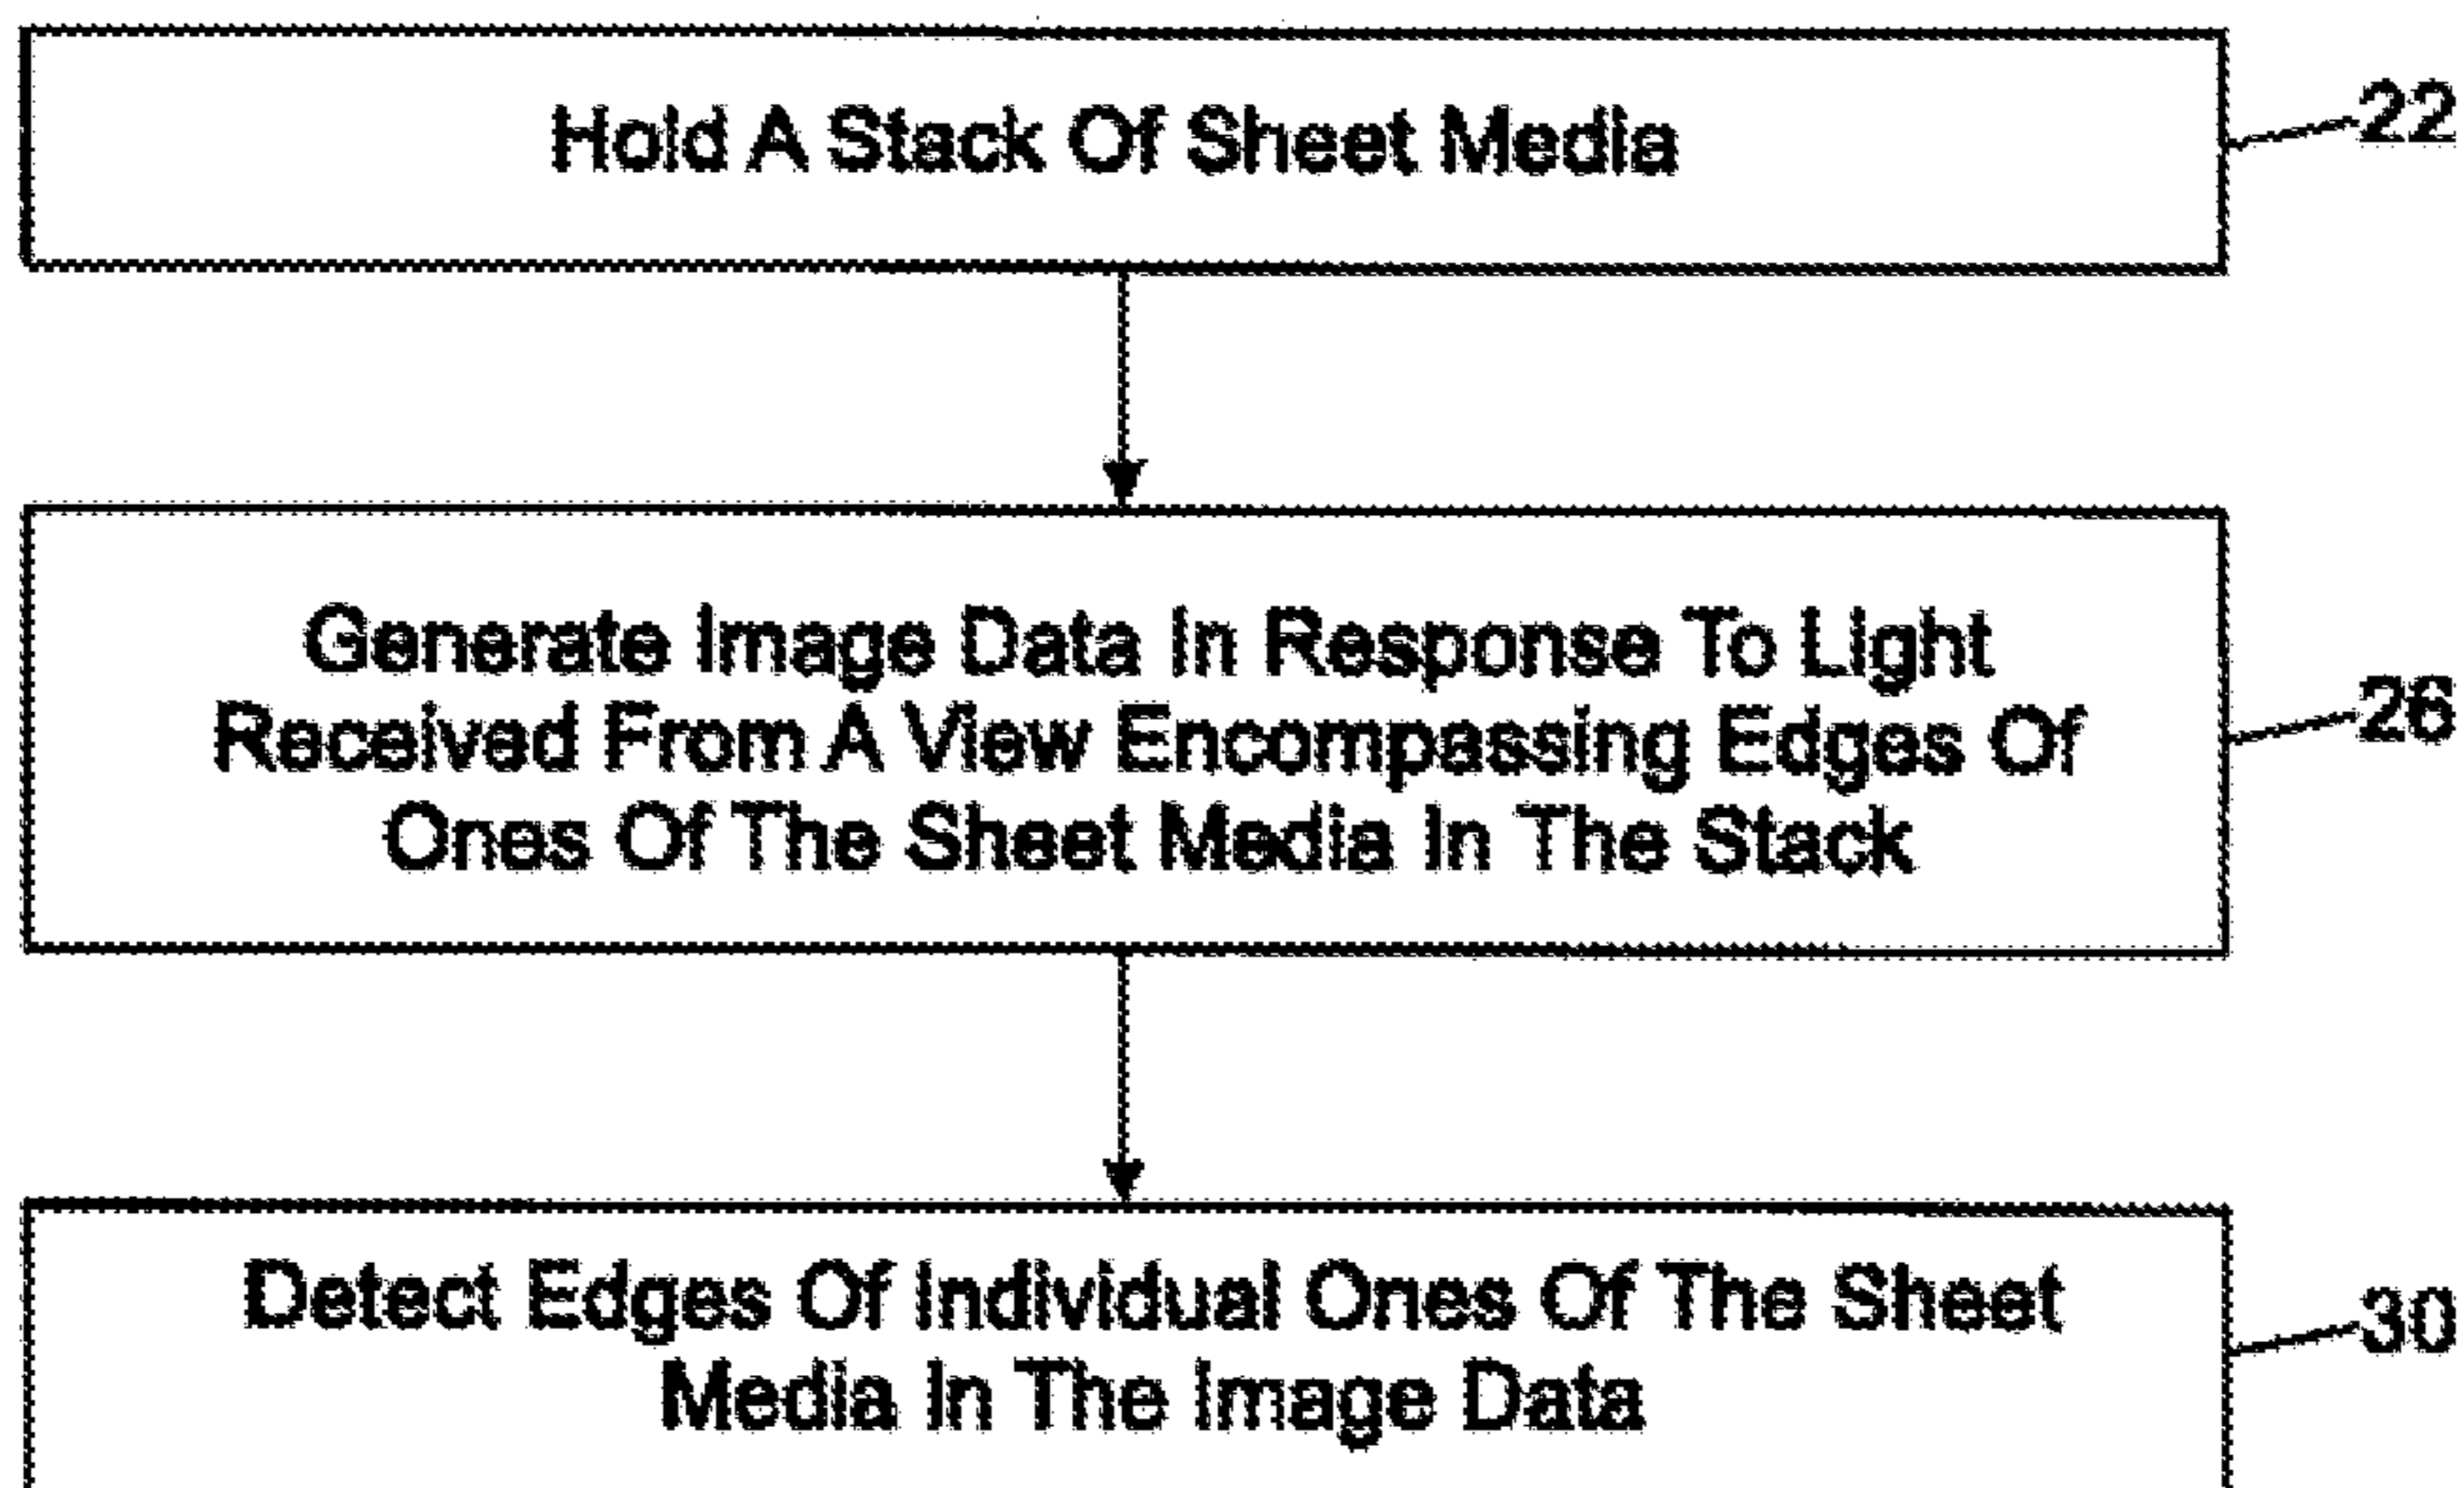 Hold A Stack Of Sheet Media
22
Generate Image Data In Response To Light
Received From A View Encompassing Edges Of
Ones Of The Sheet Media In The Stack
26
Detect Edges Of Individual Ones Of The Sheet
Media In The Image Data
30